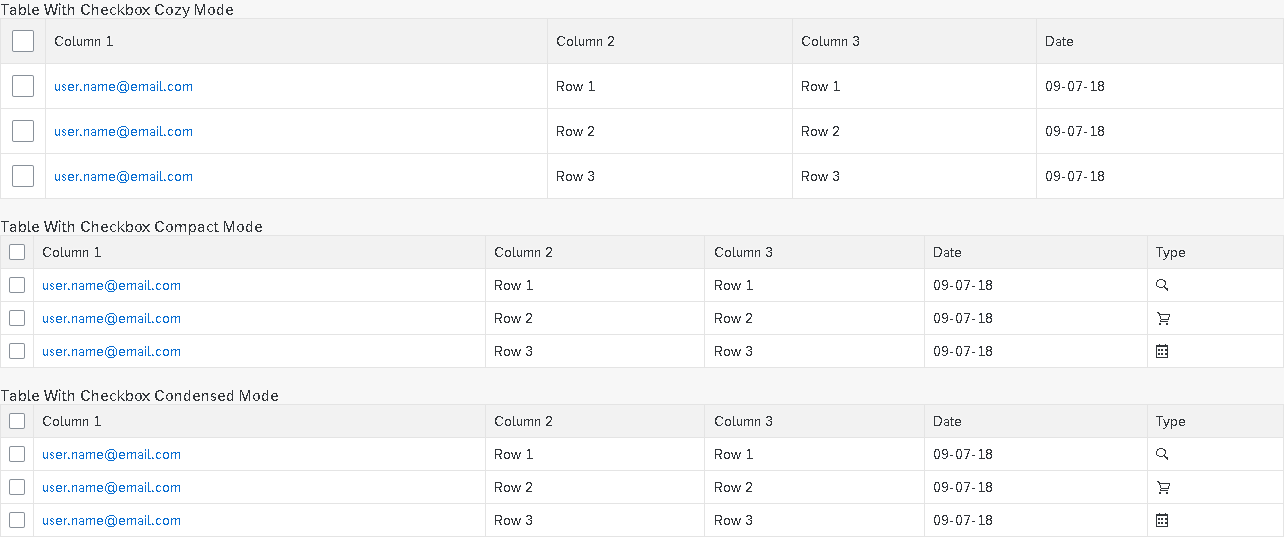 Table With Checkbox Cozy Mode
Column 1 Column 2 Column 3 Date
user.name@email.com Row 1 Row 1 09-07-18
user.name@email.com Row 2 Row 2 09-07-18
user.name@email.com Row 3 Row 3 09-07-18
Table With Checkbox Compact Mode
Column 1 Column 2 Column 3 Date Type
user.name@email.com Row 1 Row 1 09-07-18
user.name@email.com Row 2 Row 2 09-07-18
user.name@email.com Row 3 Row 3 09-07-18
Table With Checkbox Condensed Mode
Column 1 Column 2 Column 3 Date Type
user.name@email.com Row 1 Row 1 09-07-18
user.name@email.com Row 2 Row 2 09-07-18
user.name@email.com Row 3 Row 3 09-07-18